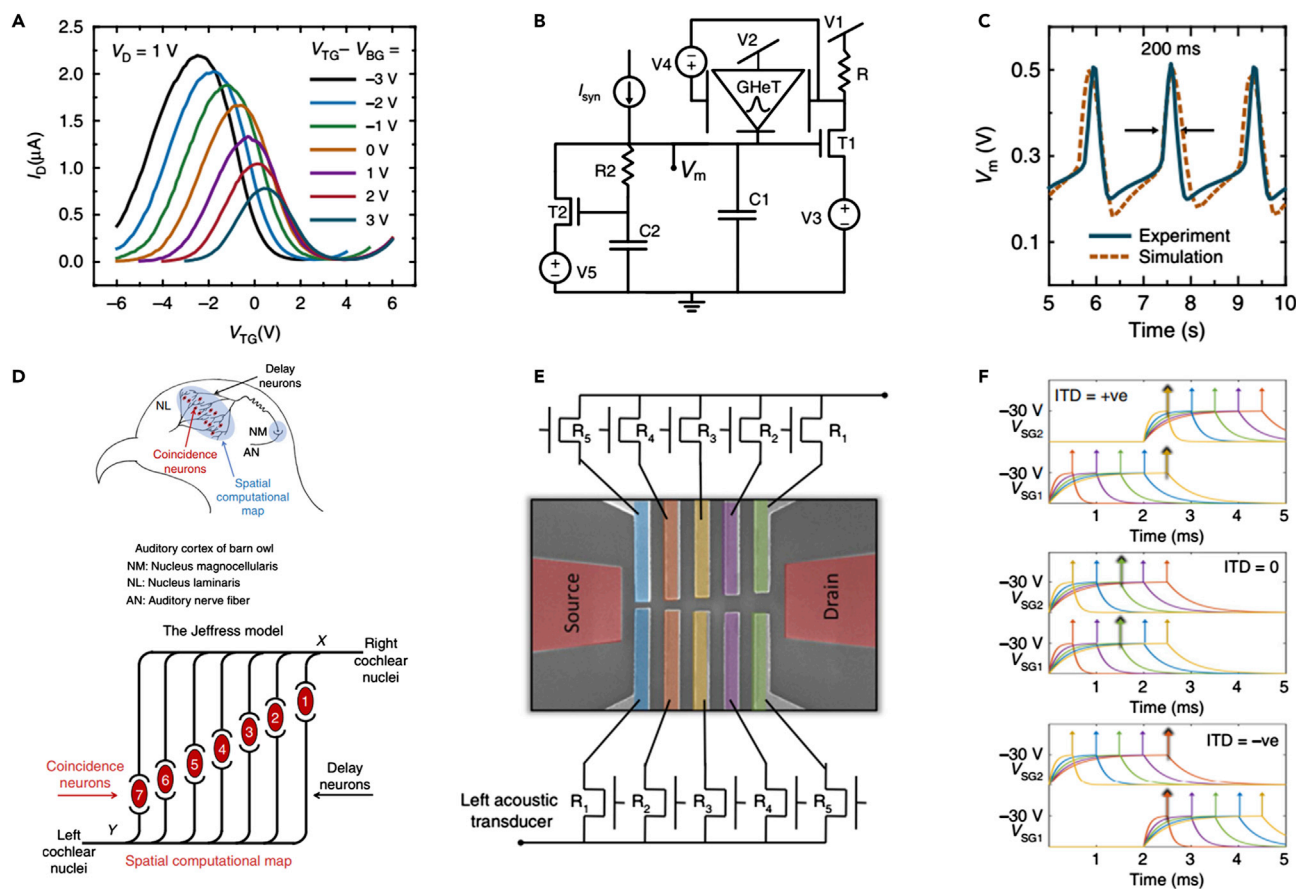 A
V_D = 1 V
V_TG – V_BG =
–3 V
–2 V
–1 V
0 V
1 V
2 V
3 V
I_D(µA)
2.5
2.0
1.5
1.0
0.5
0.0
–6 –4 –2 0 2 4 6
V_TG(V)
B
V1
V2
V4
R
GHeT
I_syn
T1
R2
V_m
T2
C1
V3
C2
V5
C
200 ms
V_m (V)
0.5
0.3
0.1
Experiment
Simulation
5 6 7 8 9 10
Time (s)
D
Delay
neurons
NL
NM
AN
Coincidence
neurons
Spatial
computational
map
Auditory cortex of barn owl
NM: Nucleus magnocellularis
NL: Nucleus laminaris
AN: Auditory nerve fiber
The Jeffress model
X
Right
cochlear
nuclei
1
2
3
4
5
6
7
Coincidence
neurons
Delay
neurons
Y
Left
cochlear
nuclei
Spatial computational map
E
R5 R4 R3 R2 R1
Source
Drain
Left acoustic
transducer
R1 R2 R3 R4 R5
F
ITD = +ve
–30 V
V_SG2
–30 V
V_SG1
1 2 3 4 5
Time (ms)
ITD = 0
–30 V
V_SG2
–30 V
V_SG1
1 2 3 4 5
Time (ms)
ITD = –ve
–30 V
V_SG2
–30 V
V_SG1
1 2 3 4 5
Time (ms)